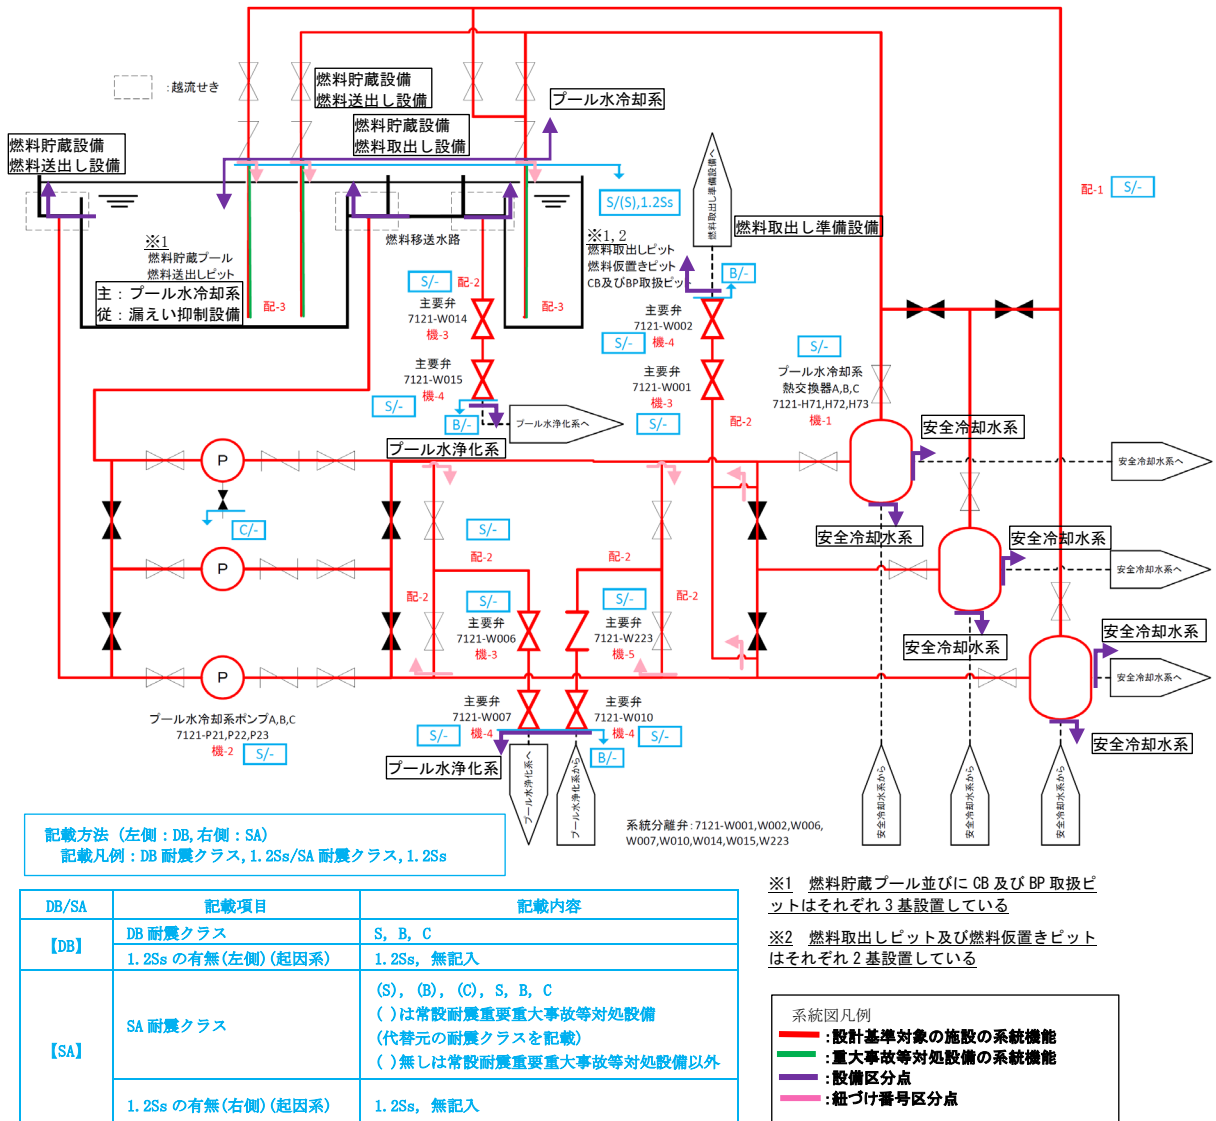 :越流せき
燃料貯蔵設備
燃料送出し設備
プール水冷却系
燃料貯蔵設備
燃料取出し設備
燃料貯蔵設備
燃料送出し設備
S/(S),1.2Ss
燃料取出し準備設備へ
配-1
S/-
燃料移送水路
燃料取出し準備設備
※1
燃料貯蔵プール
燃料送出しピット
主：プール水冷却系
従：漏えい抑制設備
配-3
※1,2
燃料取出しピット
燃料仮置きピット
CB及びBP取扱ピット
配-3
S/-
配-2
主要弁
7121-W014
機-3
主要弁
7121-W015
機-4
S/-
B/-
プール水浄化系へ
プール水浄化系
B/-
主要弁
7121-W002
機-4
S/-
主要弁
7121-W001
機-3
S/-
配-2
S/-
プール水冷却系
熱交換器A,B,C
7121-H71,H72,H73
機-1
安全冷却水系
安全冷却水系へ
安全冷却水系
安全冷却水系
安全冷却水系へ
安全冷却水系
安全冷却水系
安全冷却水系へ
安全冷却水系
P
C/-
P
P
プール水冷却系ポンプA,B,C
7121-P21,P22,P23
機-2
S/-
S/-
配-2
配-2
配-2
配-2
S/-
主要弁
7121-W006
機-3
S/-
主要弁
7121-W223
機-5
主要弁
7121-W007
機-4
S/-
主要弁
7121-W010
機-4
S/-
B/-
プール水浄化系
プール水浄化系へ
プール水浄化系から
安全冷却水系から
安全冷却水系から
安全冷却水系から
系統分離弁:7121-W001,W002,W006,
W007,W010,W014,W015,W223
記載方法（左側：DB,右側：SA）
記載凡例：DB 耐震クラス, 1.2Ss/SA 耐震クラス, 1.2Ss
DB/SA
記載項目
記載内容
【DB】
DB 耐震クラス
S, B, C
1.2Ss の有無(左側)(起因系)
1.2Ss, 無記入
【SA】
SA 耐震クラス
(S), (B), (C), S, B, C
( )は常設耐震重要重大事故等対処設備
(代替元の耐震クラスを記載)
( )無しは常設耐震重要重大事故等対処設備以外
1.2Ss の有無(右側)(起因系)
1.2Ss, 無記入
※1 燃料貯蔵プール並びに CB 及び BP 取扱ピ
ットはそれぞれ 3 基設置している
※2 燃料取出しピット及び燃料仮置きピット
はそれぞれ 2 基設置している
系統図凡例
:設計基準対象の施設の系統機能
:重大事故等対処設備の系統機能
:設備区分点
:紐づけ番号区分点